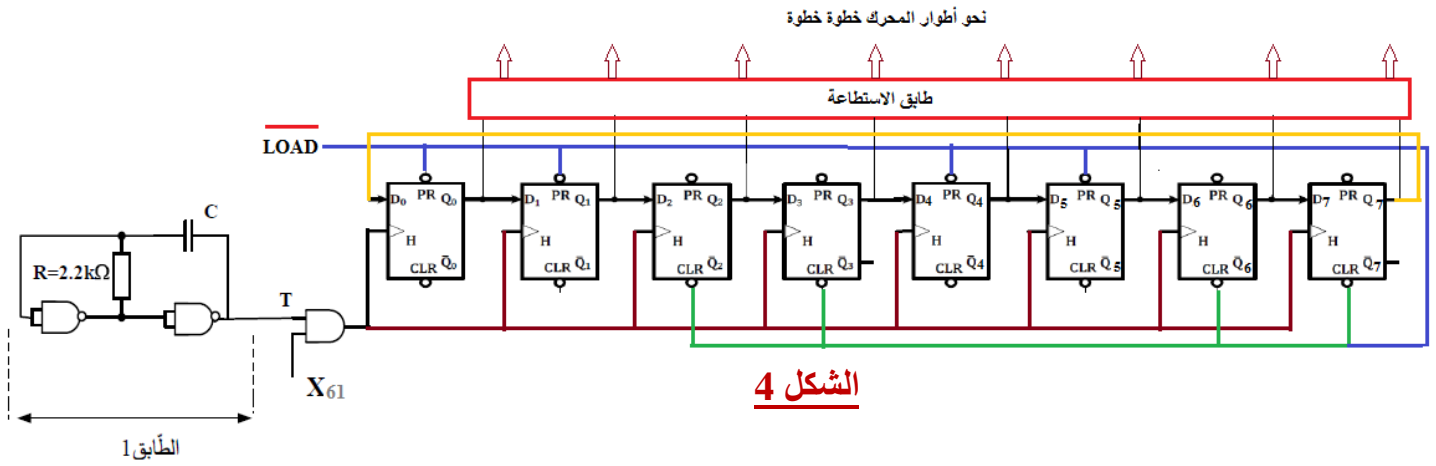 نحو أطوار المحرك خطوة خطوة
طابق الاستطاعة
LOAD
D₀ PR Q₀ H CLR Q̅₀
D₁ PR Q₁ H CLR Q̅₁
D₂ PR Q₂ H CLR Q̅₂
D₃ PR Q₃ H CLR Q̅₃
D₄ PR Q₄ H CLR Q̅₄
D₅ PR Q₅ H CLR Q̅₅
D₆ PR Q₆ H CLR Q̅₆
D₇ PR Q₇ H CLR Q̅₇
C
R=2.2kΩ
T
X₆₁
الشكل 4
الطّابق1